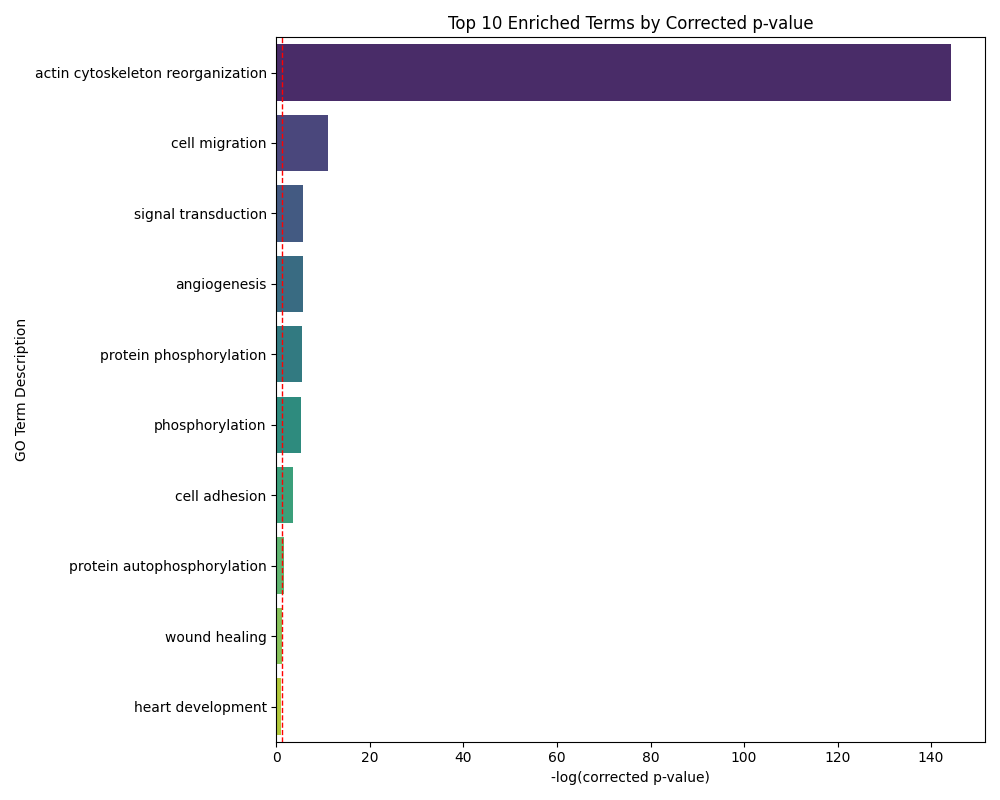 Top 10 Enriched Terms by Corrected p-value
GO Term Description
actin cytoskeleton reorganization
cell migration
signal transduction
angiogenesis
protein phosphorylation
phosphorylation
cell adhesion
protein autophosphorylation
wound healing
heart development
0 20 40 60 80 100 120 140
-log(corrected p-value)